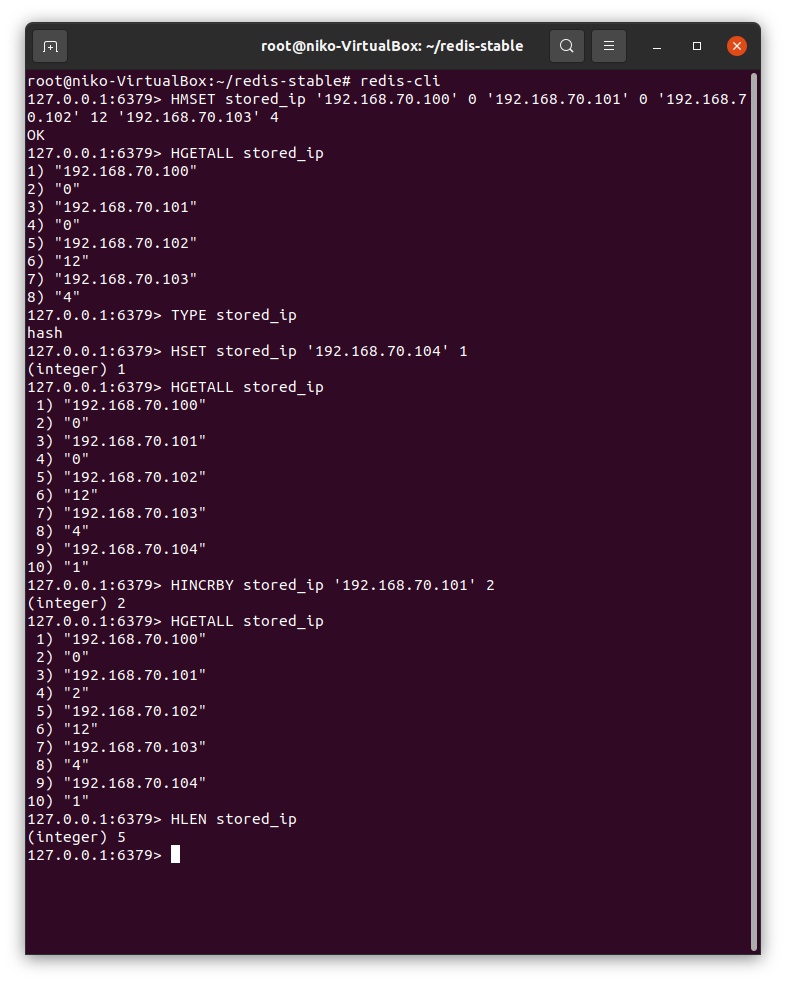 root@niko-VirtualBox: ~/redis-stable
root@niko-VirtualBox:~/redis-stable# redis-cli
127.0.0.1:6379> HMSET stored_ip '192.168.70.100' 0 '192.168.70.101' 0 '192.168.7
0.102' 12 '192.168.70.103' 4
OK
127.0.0.1:6379> HGETALL stored_ip
1) "192.168.70.100"
2) "0"
3) "192.168.70.101"
4) "0"
5) "192.168.70.102"
6) "12"
7) "192.168.70.103"
8) "4"
127.0.0.1:6379> TYPE stored_ip
hash
127.0.0.1:6379> HSET stored_ip '192.168.70.104' 1
(integer) 1
127.0.0.1:6379> HGETALL stored_ip
 1) "192.168.70.100"
 2) "0"
 3) "192.168.70.101"
 4) "0"
 5) "192.168.70.102"
 6) "12"
 7) "192.168.70.103"
 8) "4"
 9) "192.168.70.104"
10) "1"
127.0.0.1:6379> HINCRBY stored_ip '192.168.70.101' 2
(integer) 2
127.0.0.1:6379> HGETALL stored_ip
 1) "192.168.70.100"
 2) "0"
 3) "192.168.70.101"
 4) "2"
 5) "192.168.70.102"
 6) "12"
 7) "192.168.70.103"
 8) "4"
 9) "192.168.70.104"
10) "1"
127.0.0.1:6379> HLEN stored_ip
(integer) 5
127.0.0.1:6379>